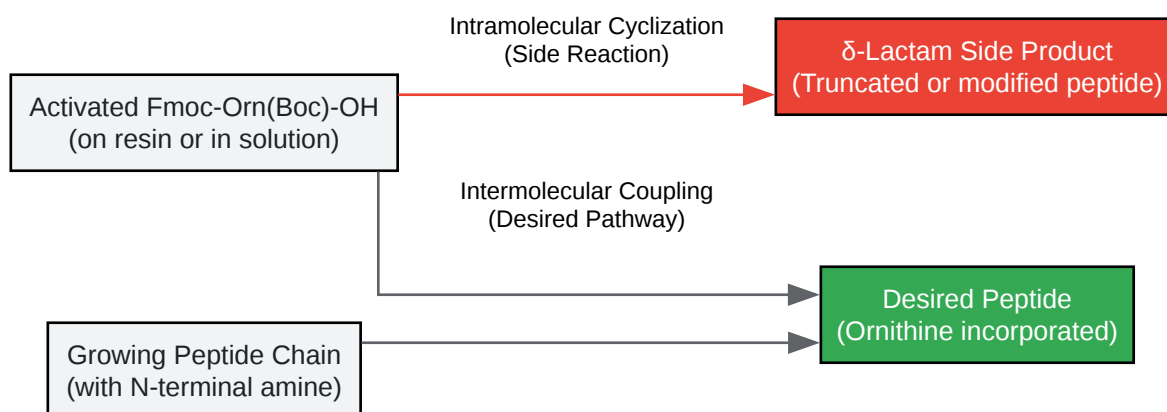 Intramolecular Cyclization
(Side Reaction)
δ-Lactam Side Product
(Truncated or modified peptide)
Activated Fmoc-Orn(Boc)-OH
(on resin or in solution)
Intermolecular Coupling
(Desired Pathway)
Desired Peptide
(Ornithine incorporated)
Growing Peptide Chain
(with N-terminal amine)